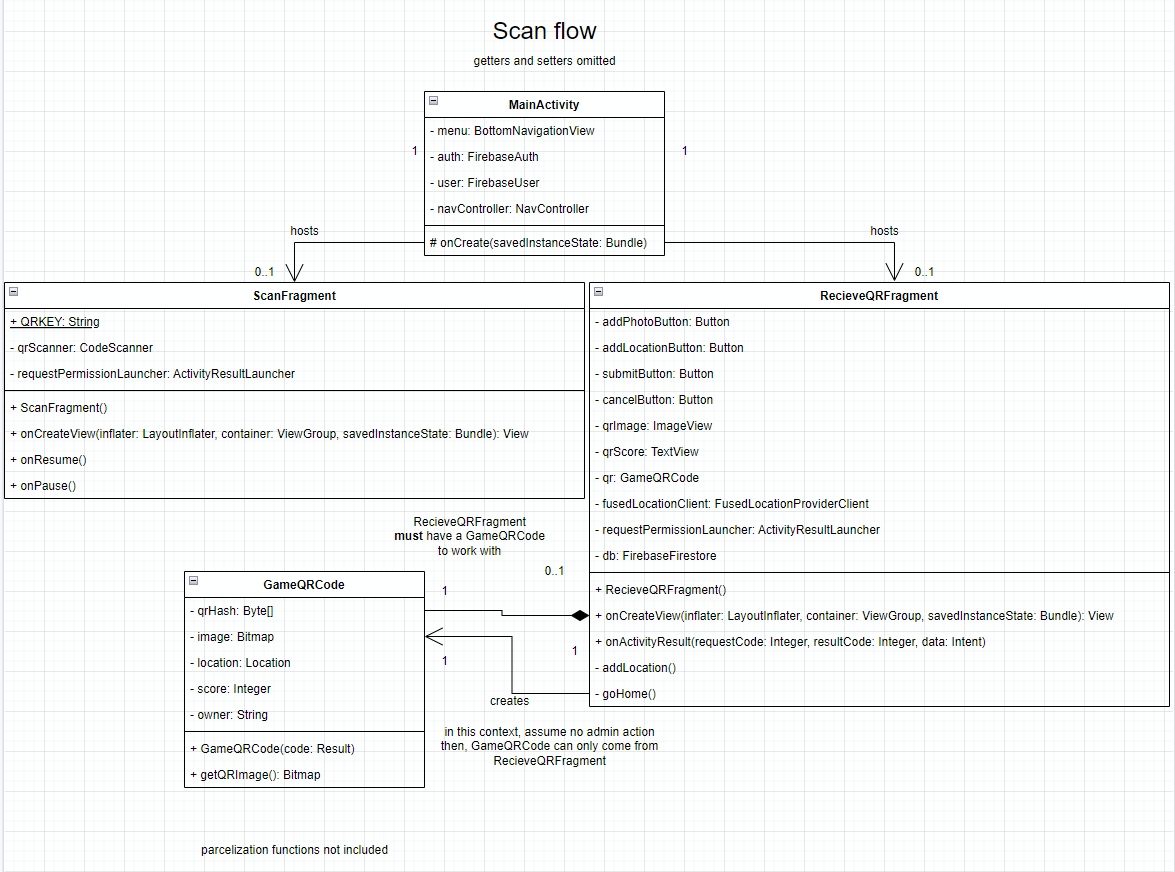 Scan flow
getters and setters omitted
MainActivity
- menu: BottomNavigationView
- auth: FirebaseAuth
- user: FirebaseUser
- navController: NavController
# onCreate(savedInstanceState: Bundle)
1
1
hosts
hosts
0..1
0..1
ScanFragment
+ QRKEY: String
- qrScanner: CodeScanner
- requestPermissionLauncher: ActivityResultLauncher
+ ScanFragment()
+ onCreateView(inflater: LayoutInflater, container: ViewGroup, savedInstanceState: Bundle): View
+ onResume()
+ onPause()
RecieveQRFragment
- addPhotoButton: Button
- addLocationButton: Button
- submitButton: Button
- cancelButton: Button
- qrImage: ImageView
- qrScore: TextView
- qr: GameQRCode
- fusedLocationClient: FusedLocationProviderClient
- requestPermissionLauncher: ActivityResultLauncher
- db: FirebaseFirestore
+ RecieveQRFragment()
+ onCreateView(inflater: LayoutInflater, container: ViewGroup, savedInstanceState: Bundle): View
+ onActivityResult(requestCode: Integer, resultCode: Integer, data: Intent)
- addLocation()
- goHome()
RecieveQRFragment
must have a GameQRCode
to work with
0..1
1
GameQRCode
- qrHash: Byte[]
- image: Bitmap
- location: Location
- score: Integer
- owner: String
+ GameQRCode(code: Result)
+ getQRImage(): Bitmap
1
1
creates
in this context, assume no admin action
then, GameQRCode can only come from
RecieveQRFragment
parcelization functions not included